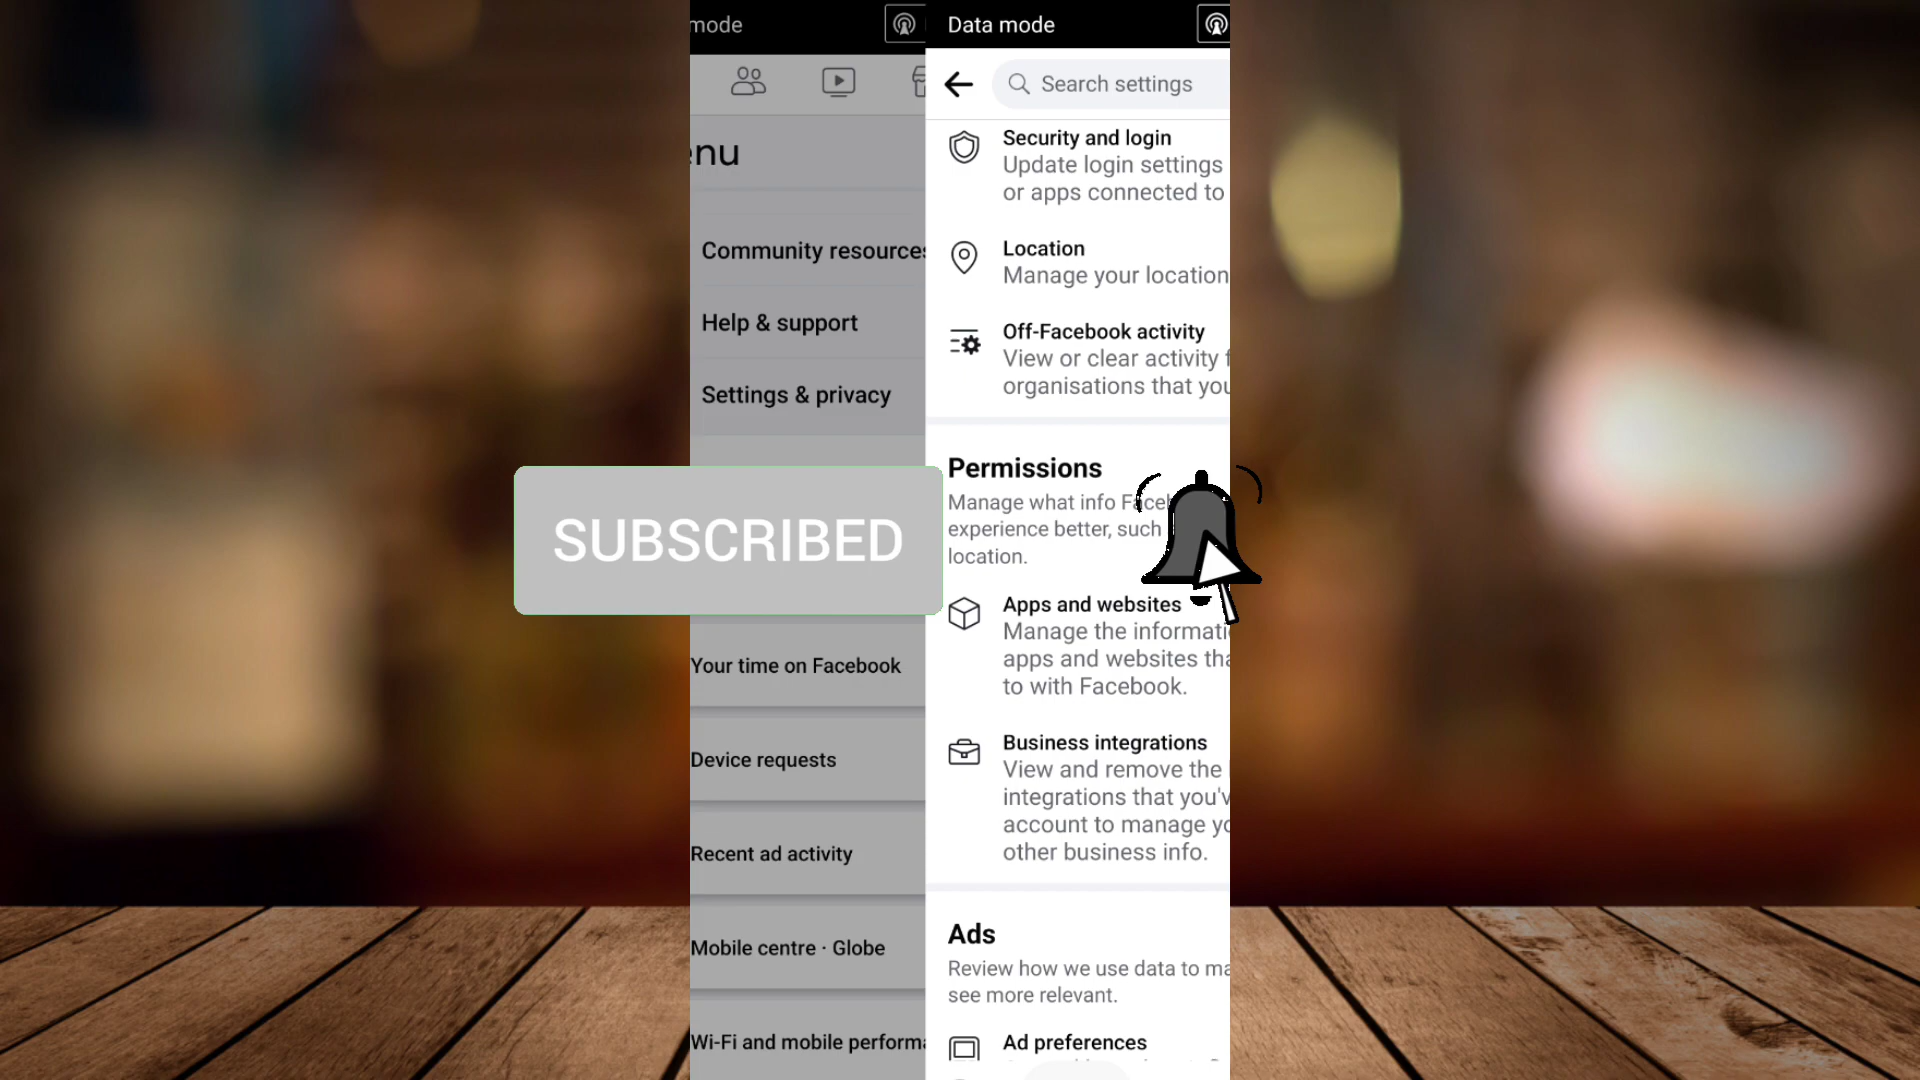 mode
enu
Community resources
Help & support
Settings & privacy
SUBSCRIBED
Your time on Facebook
Device requests
Recent ad activity
Mobile centre · Globe
Wi-Fi and mobile performa
Data mode
Search settings
Security and login
Update login settings
or apps connected to
Location
Manage your location
Off-Facebook activity
View or clear activity f
organisations that you
Permissions
Manage what info Faceb
experience better, such
location.
Apps and websites
Manage the informati
apps and websites tha
to with Facebook.
Business integrations
View and remove the
integrations that you'v
account to manage yo
other business info.
Ads
Review how we use data to ma
see more relevant.
Ad preferences